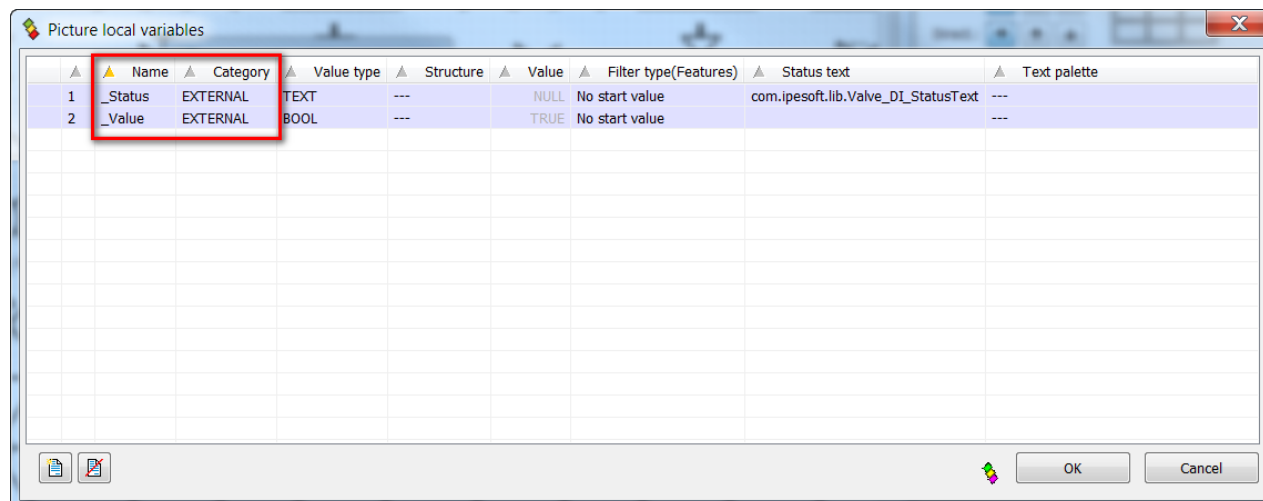 Picture local variables
Name Category Value type Structure Value Filter type(Features) Status text Text palette
1 _Status EXTERNAL TEXT --- NULL No start value com.ipesoft.lib.Valve_DI_StatusText ---
2 _Value EXTERNAL BOOL --- TRUE No start value ---
OK Cancel